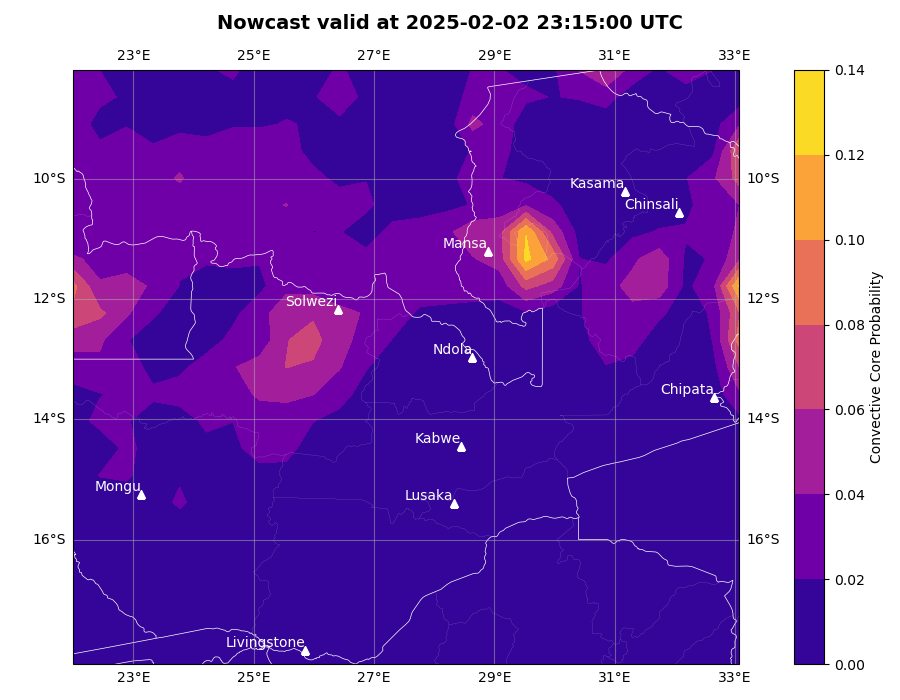 Nowcast valid at 2025-02-02 23:15:00 UTC
23°E 25°E 27°E 29°E 31°E 33°E
0.14
0.12
10°S 10°S
Kasama
Chinsali
Mansa
0.10
12°S 12°S
Solwezi
0.08
Ndola
Convective Core Probability
Chipata
0.06
14°S 14°S
Kabwe
Mongu
Lusaka
0.04
16°S 16°S
0.02
Livingstone
0.00
23°E 25°E 27°E 29°E 31°E 33°E